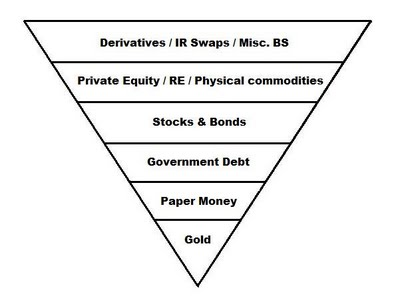 Derivatives / IR Swaps / Misc. BS
Private Equity / RE / Physical commodities
Stocks & Bonds
Government Debt
Paper Money
Gold